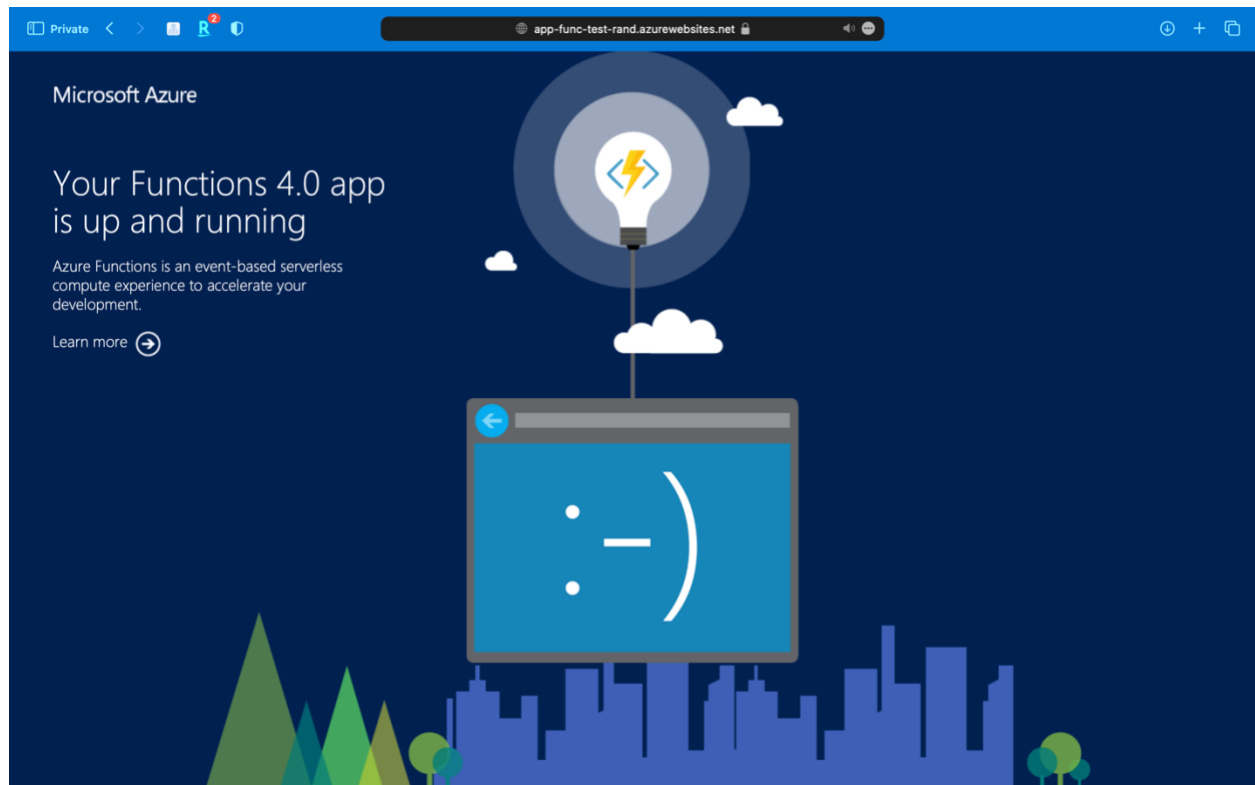 Private
R 2
app-func-test-rand.azurewebsites.net
Microsoft Azure
Your Functions 4.0 app
is up and running
Azure Functions is an event-based serverless
compute experience to accelerate your
development.
Learn more
:-)